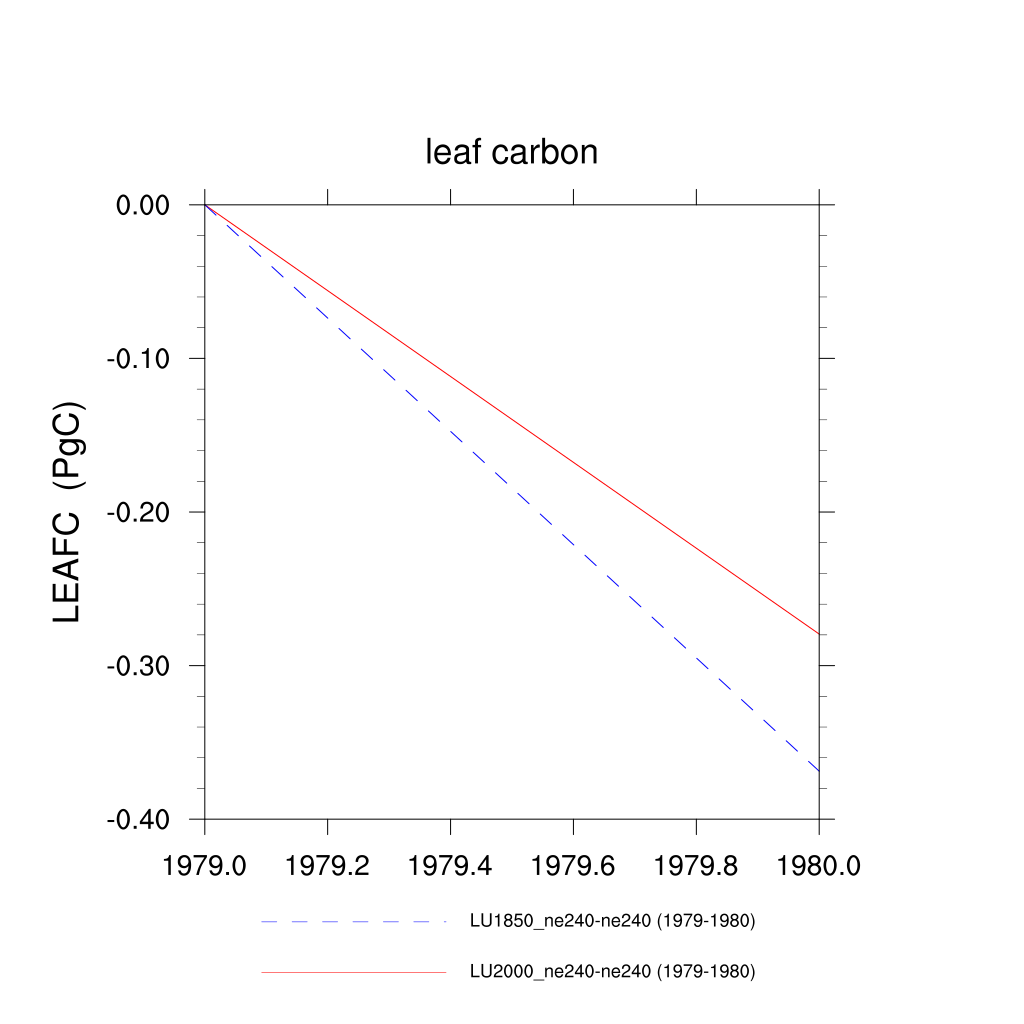 leaf carbon
0.00
-0.10
-0.20
-0.30
-0.40
LEAFC (PgC)
1979.0 1979.2 1979.4 1979.6 1979.8 1980.0
LU1850_ne240-ne240 (1979-1980)
LU2000_ne240-ne240 (1979-1980)